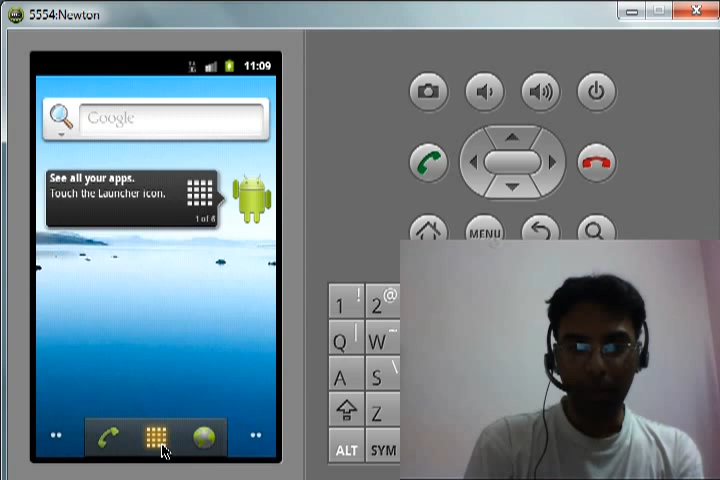 5554:Newton
11:09
Google
See all your apps.
Touch the Launcher icon.
1 of 6
MENU
1 ! 2 @
Q | W ~
A S \
Z
ALT SYM